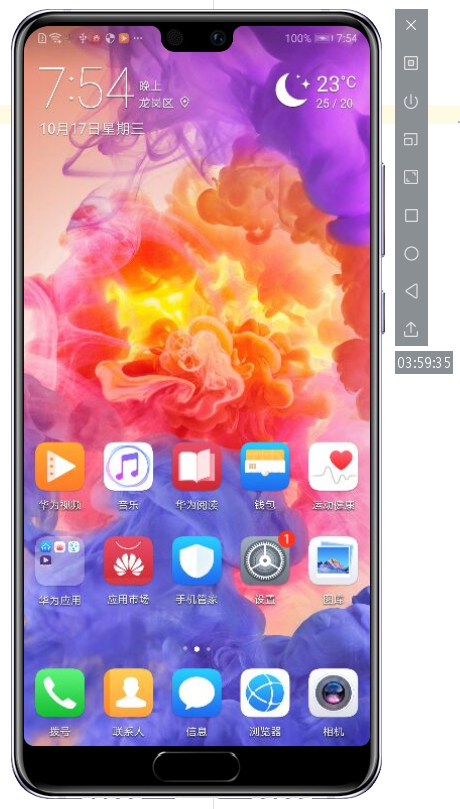 100% 7:54
7:54 晚上
龙岗区
23°C
25 / 20
10月17日星期三
03:59:35
华为视频 音乐 华为阅读 钱包 运动健康
1
华为应用 应用市场 手机管家 设置 图库
拨号 联系人 信息 浏览器 相机